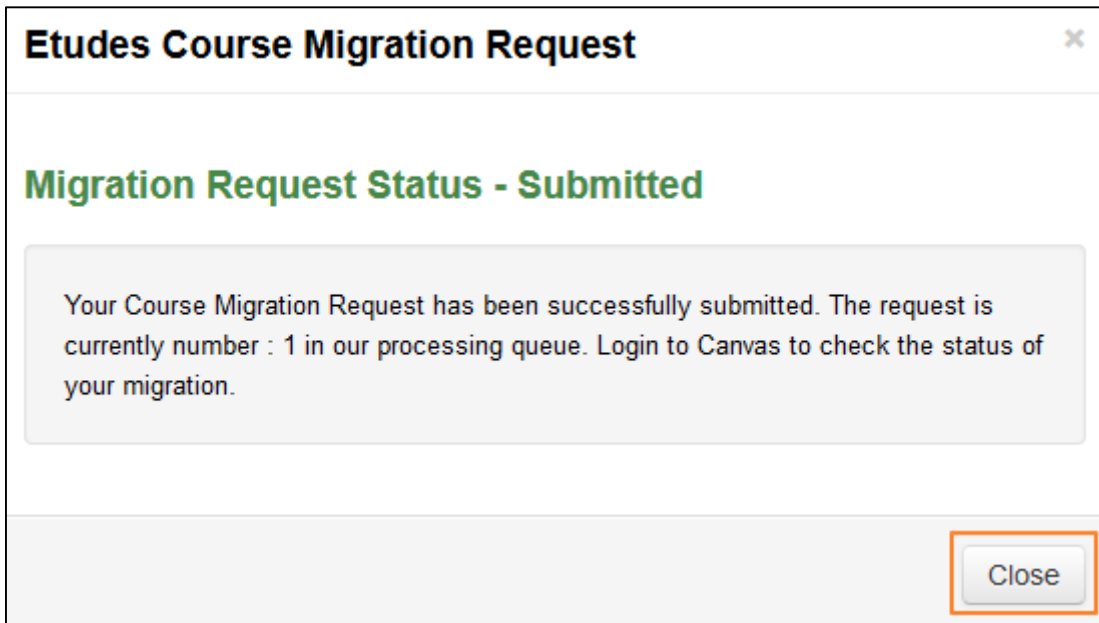 Etudes Course Migration Request
×
Migration Request Status - Submitted
Your Course Migration Request has been successfully submitted. The request is
currently number : 1 in our processing queue. Login to Canvas to check the status of
your migration.
Close